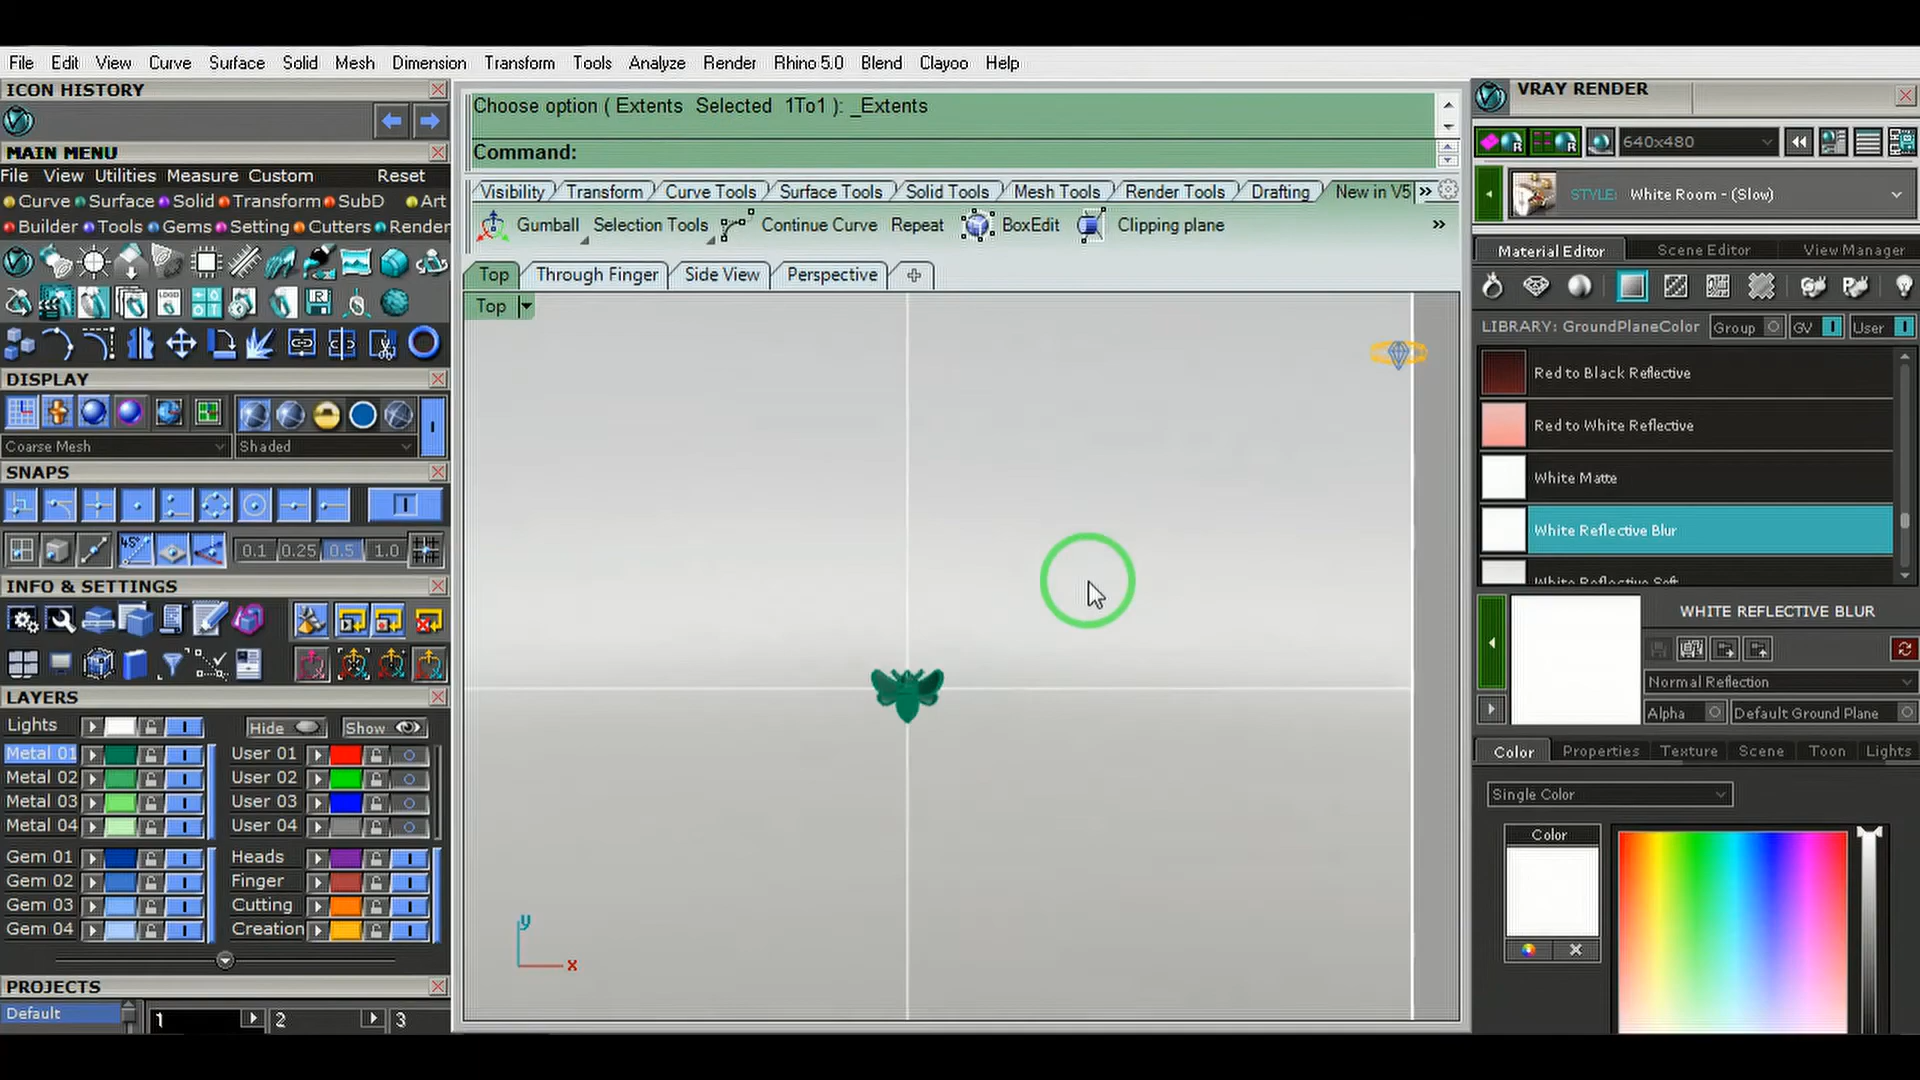 File Edit View Curve Surface Solid Mesh Dimension Transform Tools Analyze Render Rhino 5.0 Blend Clayoo Help
ICON HISTORY
MAIN MENU
File View Utilities Measure Custom Reset
Curve Surface Solid Transform SubD Art
Builder Tools Gems Setting Cutters Render
LOGO
DISPLAY
Coarse Mesh
Shaded
SNAPS
45°
0.1 0.25 0.5 1.0
INFO & SETTINGS
LAYERS
Lights Hide Show
Metal 01 User 01
Metal 02 User 02
Metal 03 User 03
Metal 04 User 04
Gem 01 Heads
Gem 02 Finger
Gem 03 Cutting
Gem 04 Creation
PROJECTS
Default 1 2 3
Choose option ( Extents Selected 1To1 ): _Extents
Command:
Visibility Transform Curve Tools Surface Tools Solid Tools Mesh Tools Render Tools Drafting New in V5
Gumball Selection Tools Continue Curve Repeat BoxEdit Clipping plane
Top Through Finger Side View Perspective
Top
y
x
VRAY RENDER
640x480
STYLE: White Room - (Slow)
Material Editor Scene Editor View Manager
LIBRARY: GroundPlaneColor Group GV User
Red to Black Reflective
Red to White Reflective
White Matte
White Reflective Blur
White Reflective Soft
WHITE REFLECTIVE BLUR
Normal Reflection
Alpha Default Ground Plane
Color Properties Texture Scene Toon Lights
Single Color
Color